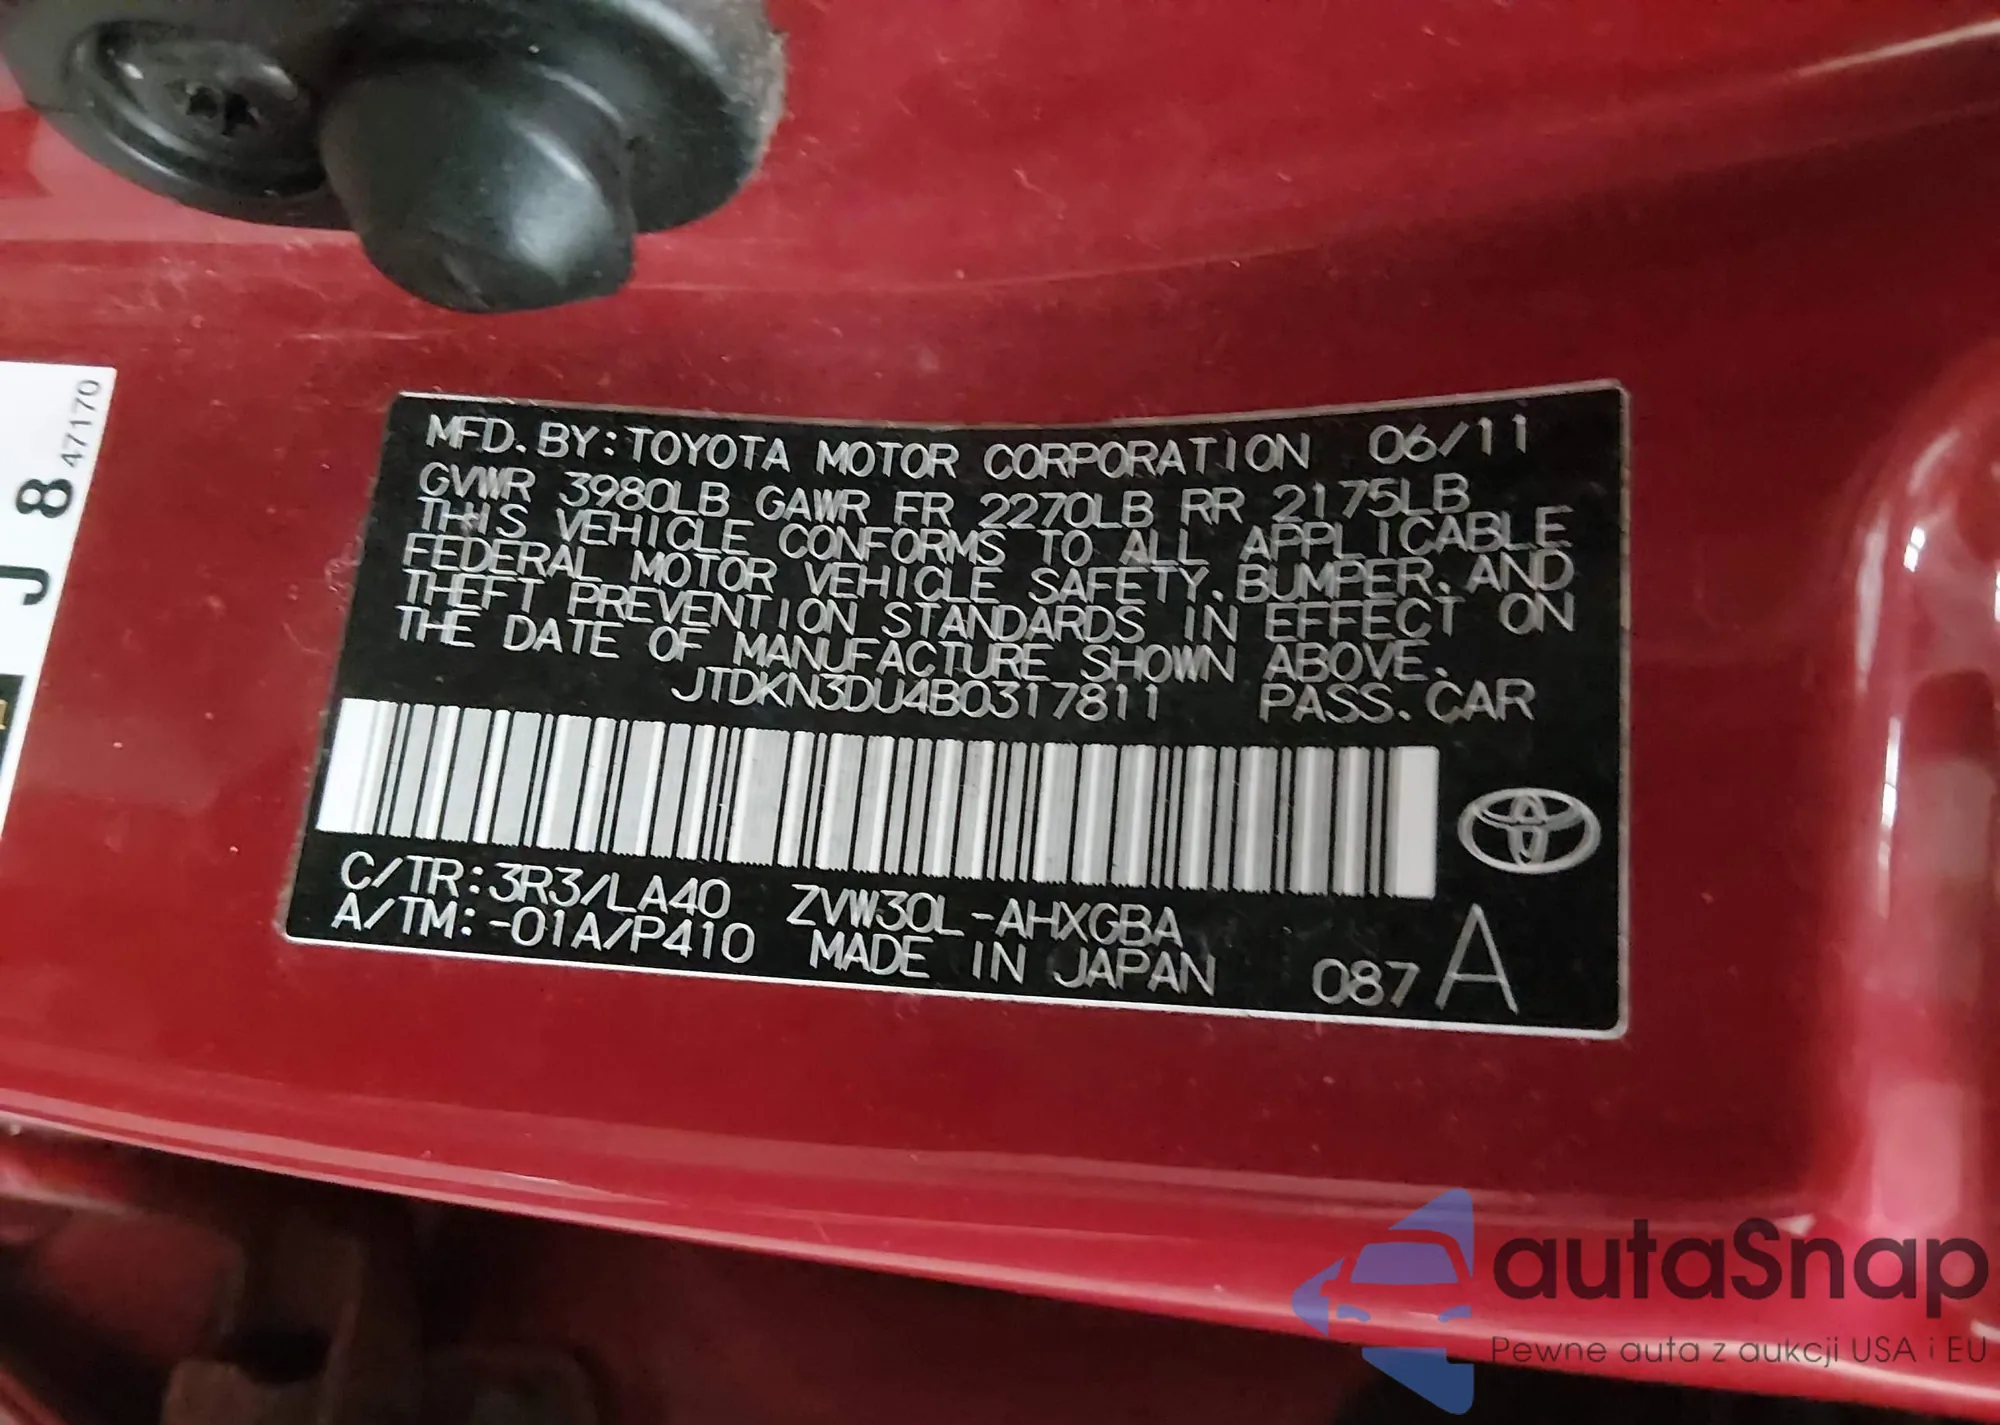 J 8 47170
MFD. BY: TOYOTA MOTOR CORPORATION 06/11
GVWR 3980LB GAWR FR 2270LB RR 2175LB
THIS VEHICLE CONFORMS TO ALL APPLICABLE
FEDERAL MOTOR VEHICLE SAFETY, BUMPER, AND
THEFT PREVENTION STANDARDS IN EFFECT ON
THE DATE OF MANUFACTURE SHOWN ABOVE.
JTDKN3DU4B0317811 PASS. CAR
C/TR: 3R3/LA40 ZVW30L-AHXGBA
A/TM: -01A/P410 MADE IN JAPAN 087 A
autaSnap
Pewne auta z aukcji USA i EU